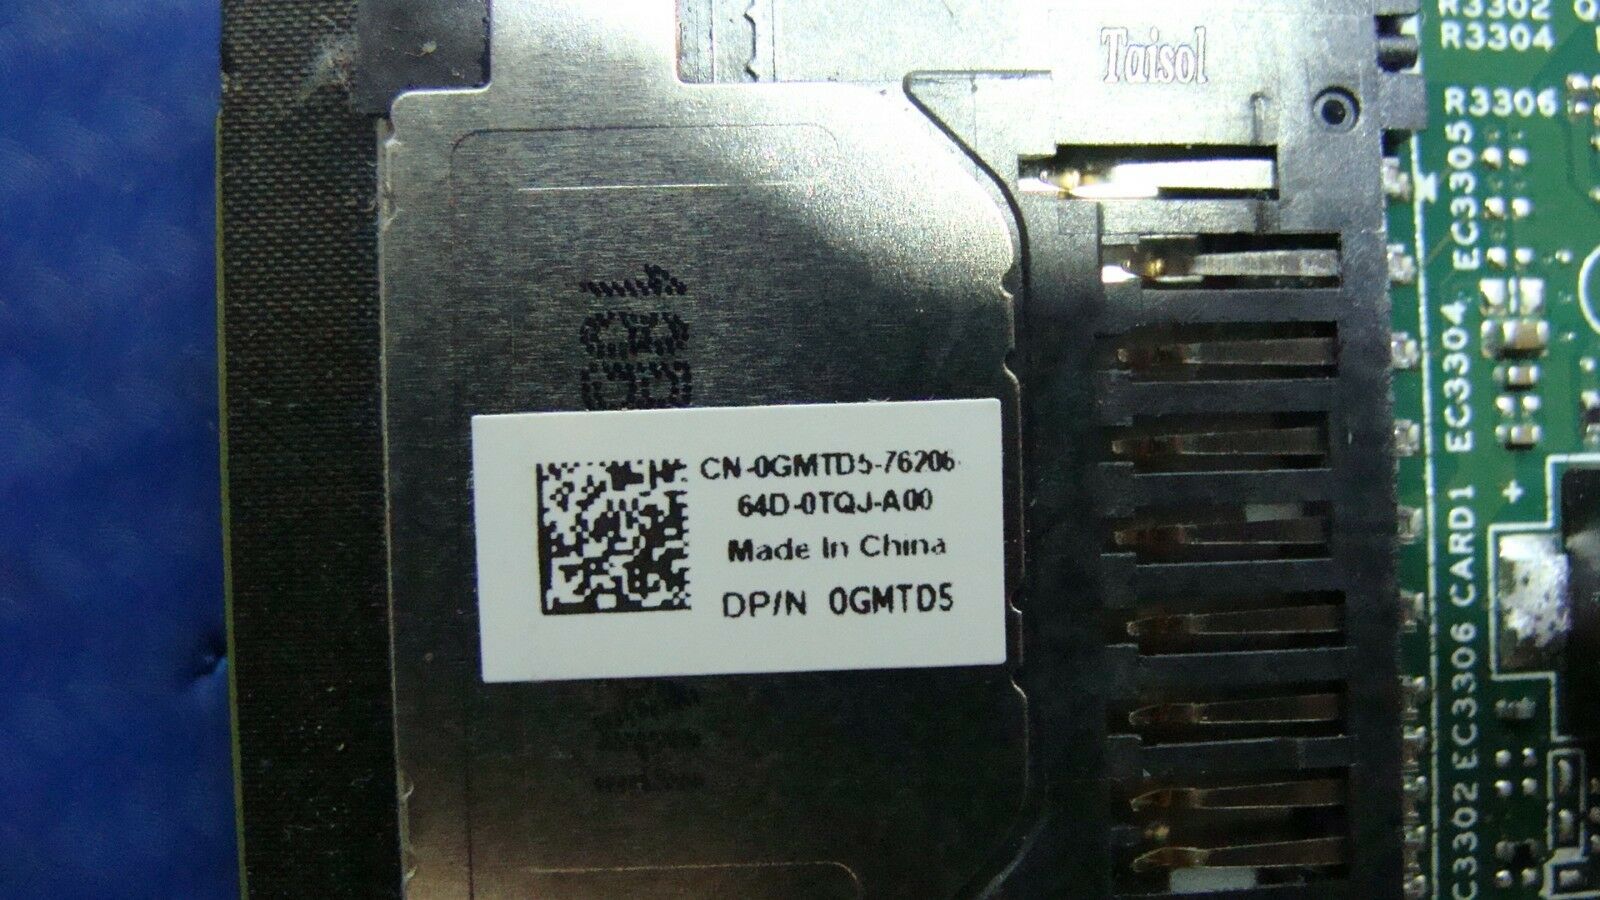 Taisol
R3302 Q
R3304
R3306
EC3305
EC3304
CARD1
EC3306
C3302
CN-0GMTD5-76206-
64D-0TQJ-A00
Made In China
DP/N 0GMTD5
+